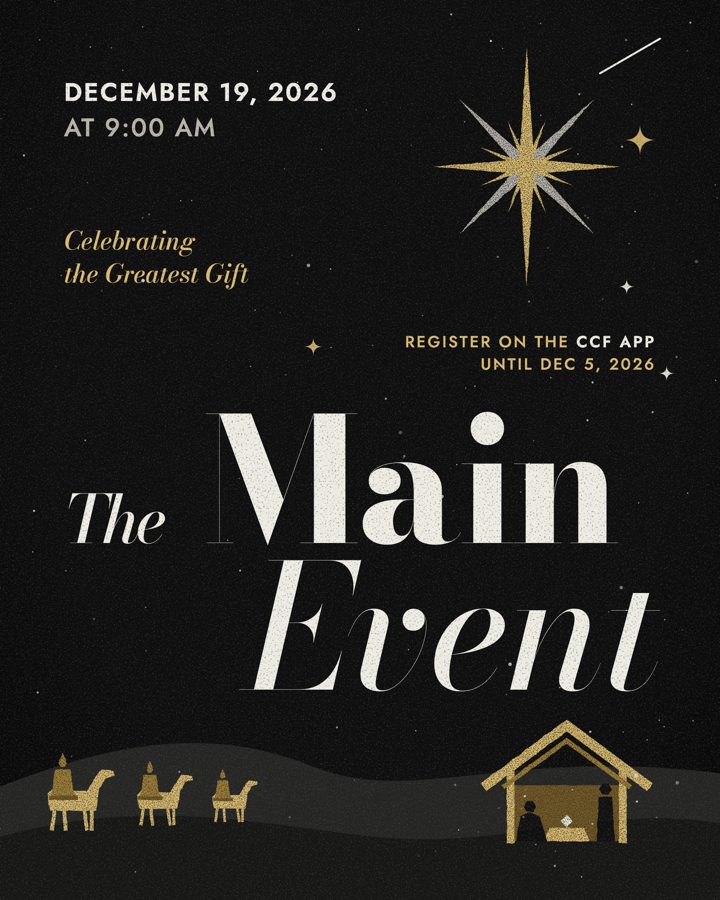 DECEMBER 19, 2026
AT 9:00 AM
Celebrating
the Greatest Gift
REGISTER ON THE CCF APP
UNTIL DEC 5, 2026
The Main
Event